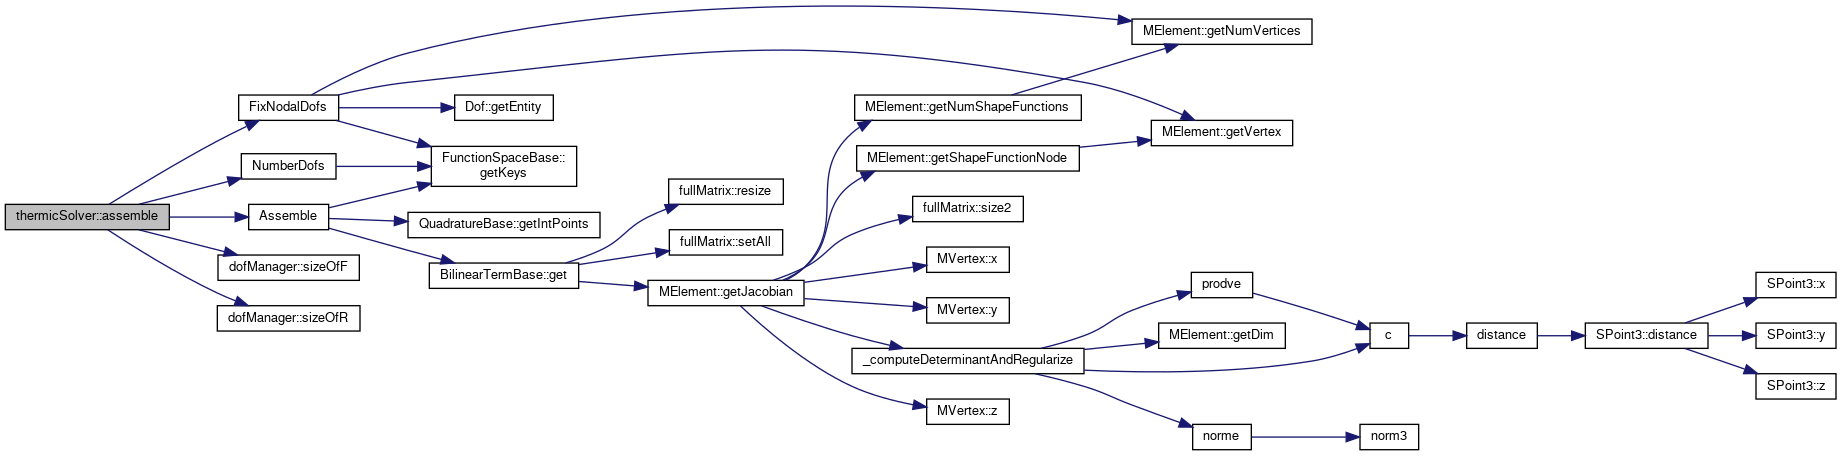 thermicSolver::assemble
FixNodalDofs
NumberDofs
Assemble
dofManager::sizeOfF
dofManager::sizeOfR
Dof::getEntity
FunctionSpaceBase::
getKeys
QuadratureBase::getIntPoints
BilinearTermBase::get
fullMatrix::resize
fullMatrix::setAll
MElement::getJacobian
MElement::getNumShapeFunctions
MElement::getShapeFunctionNode
fullMatrix::size2
MVertex::x
MVertex::y
_computeDeterminantAndRegularize
MVertex::z
MElement::getNumVertices
MElement::getVertex
prodve
MElement::getDim
norme
c
norm3
distance
SPoint3::distance
SPoint3::x
SPoint3::y
SPoint3::z